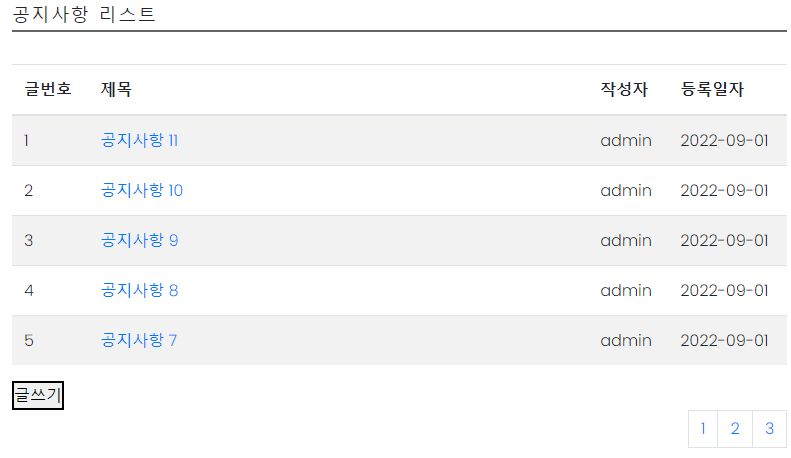 공지사항 리스트
글번호 제목 작성자 등록일자
1 공지사항 11 admin 2022-09-01
2 공지사항 10 admin 2022-09-01
3 공지사항 9 admin 2022-09-01
4 공지사항 8 admin 2022-09-01
5 공지사항 7 admin 2022-09-01
글쓰기
1 2 3